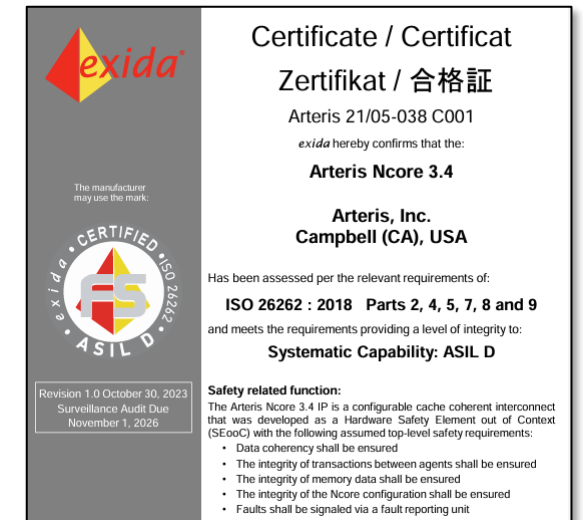 exida®
Certificate / Certificat
Zertifikat / 合格証
Arteris 21/05-038 C001
exida hereby confirms that the:
Arteris Ncore 3.4
The manufacturer
may use the mark:
Arteris, Inc.
Campbell (CA), USA
exida CERTIFIED ISO 26262
FS
ASIL D
Has been assessed per the relevant requirements of:
ISO 26262 : 2018 Parts 2, 4, 5, 7, 8 and 9
and meets the requirements providing a level of integrity to:
Systematic Capability: ASIL D
Revision 1.0 October 30, 2023
Surveillance Audit Due
November 1, 2026
Safety related function:
The Arteris Ncore 3.4 IP is a configurable cache coherent interconnect
that was developed as a Hardware Safety Element out of Context
(SEooC) with the following assumed top-level safety requirements:
• Data coherency shall be ensured
• The integrity of transactions between agents shall be ensured
• The integrity of memory data shall be ensured
• The integrity of the Ncore configuration shall be ensured
• Faults shall be signaled via a fault reporting unit